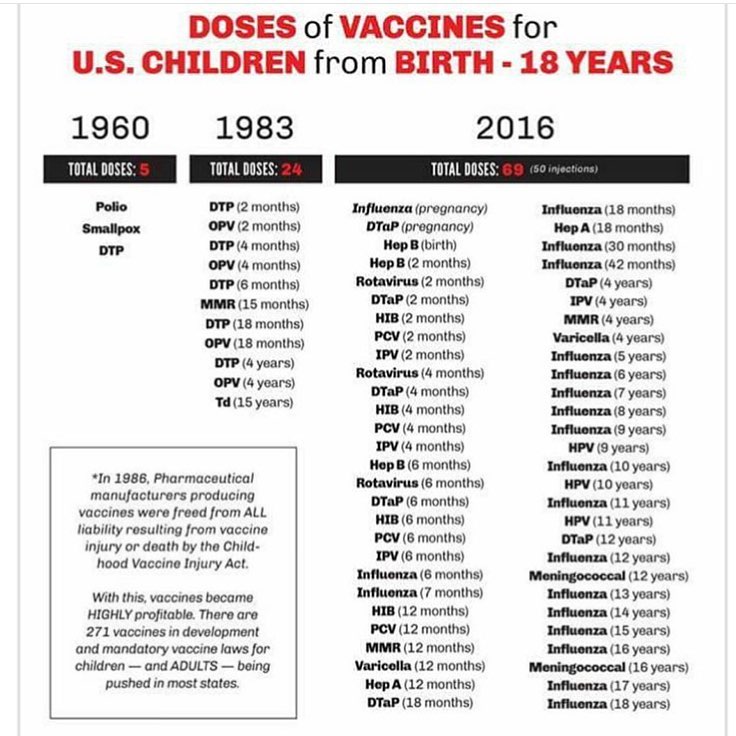 DOSES of VACCINES for
U.S. CHILDREN from BIRTH - 18 YEARS
1960
TOTAL DOSES: 5
Polio
Smallpox
DTP
1983
TOTAL DOSES: 24
DTP (2 months)
OPV (2 months)
DTP (4 months)
OPV (4 months)
DTP (6 months)
MMR (15 months)
DTP (18 months)
OPV (18 months)
DTP (4 years)
OPV (4 years)
Td (15 years)
*In 1986, Pharmaceutical
manufacturers producing
vaccines were freed from ALL
liability resulting from vaccine
injury or death by the Child-
hood Vaccine Injury Act.
With this, vaccines became
HIGHLY profitable. There are
271 vaccines in development
and mandatory vaccine laws for
children — and ADULTS — being
pushed in most states.
2016
TOTAL DOSES: 69 (50 injections)
Influenza (pregnancy)
DTaP (pregnancy)
Hep B (birth)
Hep B (2 months)
Rotavirus (2 months)
DTaP (2 months)
HIB (2 months)
PCV (2 months)
IPV (2 months)
Rotavirus (4 months)
DTaP (4 months)
HIB (4 months)
PCV (4 months)
IPV (4 months)
Hep B (6 months)
Rotavirus (6 months)
DTaP (6 months)
HIB (6 months)
PCV (6 months)
IPV (6 months)
Influenza (6 months)
Influenza (7 months)
HIB (12 months)
PCV (12 months)
MMR (12 months)
Varicella (12 months)
Hep A (12 months)
DTaP (18 months)
Influenza (18 months)
Hep A (18 months)
Influenza (30 months)
Influenza (42 months)
DTaP (4 years)
IPV (4 years)
MMR (4 years)
Varicella (4 years)
Influenza (5 years)
Influenza (6 years)
Influenza (7 years)
Influenza (8 years)
Influenza (9 years)
HPV (9 years)
Influenza (10 years)
HPV (10 years)
Influenza (11 years)
HPV (11 years)
DTaP (12 years)
Influenza (12 years)
Meningococcal (12 years)
Influenza (13 years)
Influenza (14 years)
Influenza (15 years)
Influenza (16 years)
Meningococcal (16 years)
Influenza (17 years)
Influenza (18 years)